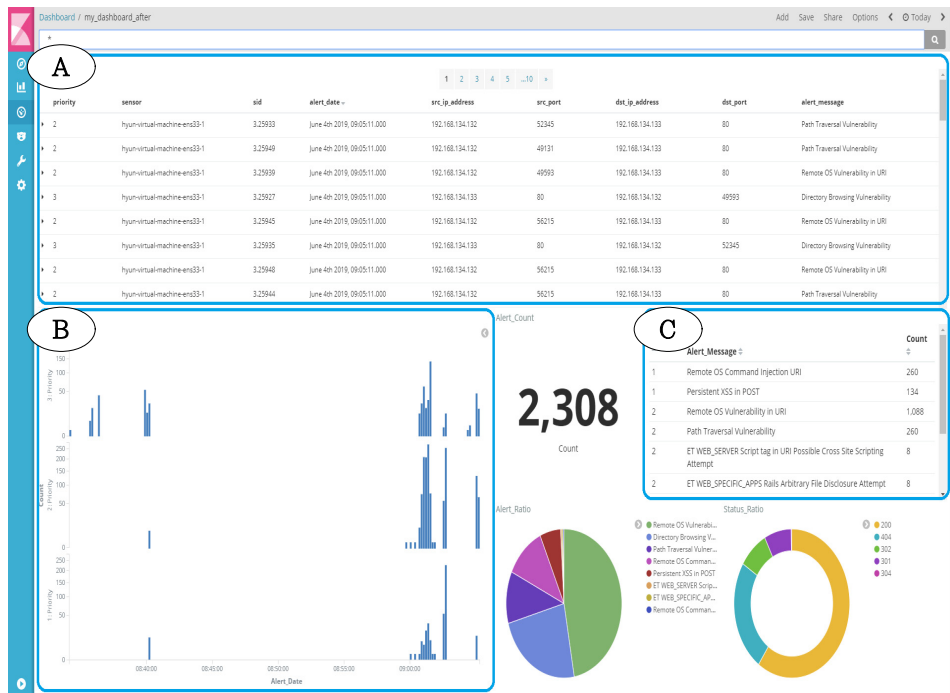 Dashboard / my_dashboard_after
Add Save Share Options Today
*
A
1 2 3 4 5 ...10 »
priority sensor sid alert_date src_ip_address src_port dst_ip_address dst_port alert_message
2 hyun-virtual-machine-ens33-1 3.25933 June 4th 2019, 09:05:11.000 192.168.134.132 52345 192.168.134.133 80 Path Traversal Vulnerability
2 hyun-virtual-machine-ens33-1 3.25949 June 4th 2019, 09:05:11.000 192.168.134.132 49131 192.168.134.133 80 Path Traversal Vulnerability
2 hyun-virtual-machine-ens33-1 3.25939 June 4th 2019, 09:05:11.000 192.168.134.132 49593 192.168.134.133 80 Remote OS Vulnerability in URI
3 hyun-virtual-machine-ens33-1 3.25927 June 4th 2019, 09:05:11.000 192.168.134.133 80 192.168.134.132 49593 Directory Browsing Vulnerability
2 hyun-virtual-machine-ens33-1 3.25945 June 4th 2019, 09:05:11.000 192.168.134.132 56215 192.168.134.133 80 Remote OS Vulnerability in URI
3 hyun-virtual-machine-ens33-1 3.25935 June 4th 2019, 09:05:11.000 192.168.134.133 80 192.168.134.132 52345 Directory Browsing Vulnerability
2 hyun-virtual-machine-ens33-1 3.25948 June 4th 2019, 09:05:11.000 192.168.134.132 56215 192.168.134.133 80 Remote OS Vulnerability in URI
2 hyun-virtual-machine-ens33-1 3.25944 June 4th 2019, 09:05:11.000 192.168.134.132 56215 192.168.134.133 80 Path Traversal Vulnerability
B
Count
3: Priority
150
100
50
0
2: Priority
250
200
150
100
50
0
1: Priority
250
200
150
100
50
0
08:40:00 08:45:00 08:50:00 08:55:00 09:00:00
Alert_Date
Alert_Count
2,308
Count
C
Alert_Message Count
1 Remote OS Command Injection URI 260
1 Persistent XSS in POST 134
2 Remote OS Vulnerability in URI 1,088
2 Path Traversal Vulnerability 260
2 ET WEB_SERVER Script tag in URI Possible Cross Site Scripting 8
Attempt
2 ET WEB_SPECIFIC_APPS Rails Arbitrary File Disclosure Attempt 8
Alert_Ratio
Remote OS Vulnerabi...
Directory Browsing V...
Path Traversal Vulner...
Remote OS Comman...
Persistent XSS in POST
ET WEB_SERVER Scrip...
ET WEB_SPECIFIC_AP...
Remote OS Comman...
Status_Ratio
200
404
302
301
304